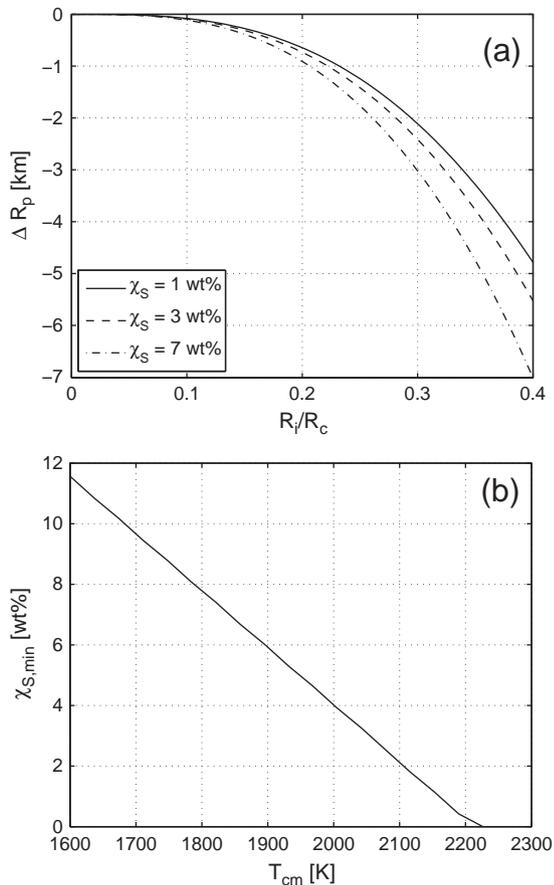 (a)
0
−1
−2
−3
−4
−5
−6
−7
Δ R_p [km]
χ_S = 1 wt%
χ_S = 3 wt%
χ_S = 7 wt%
0 0.1 0.2 0.3 0.4
R_i/R_c
(b)
12
10
8
6
4
2
0
χ_S,min [wt%]
1600 1700 1800 1900 2000 2100 2200 2300
T_cm [K]